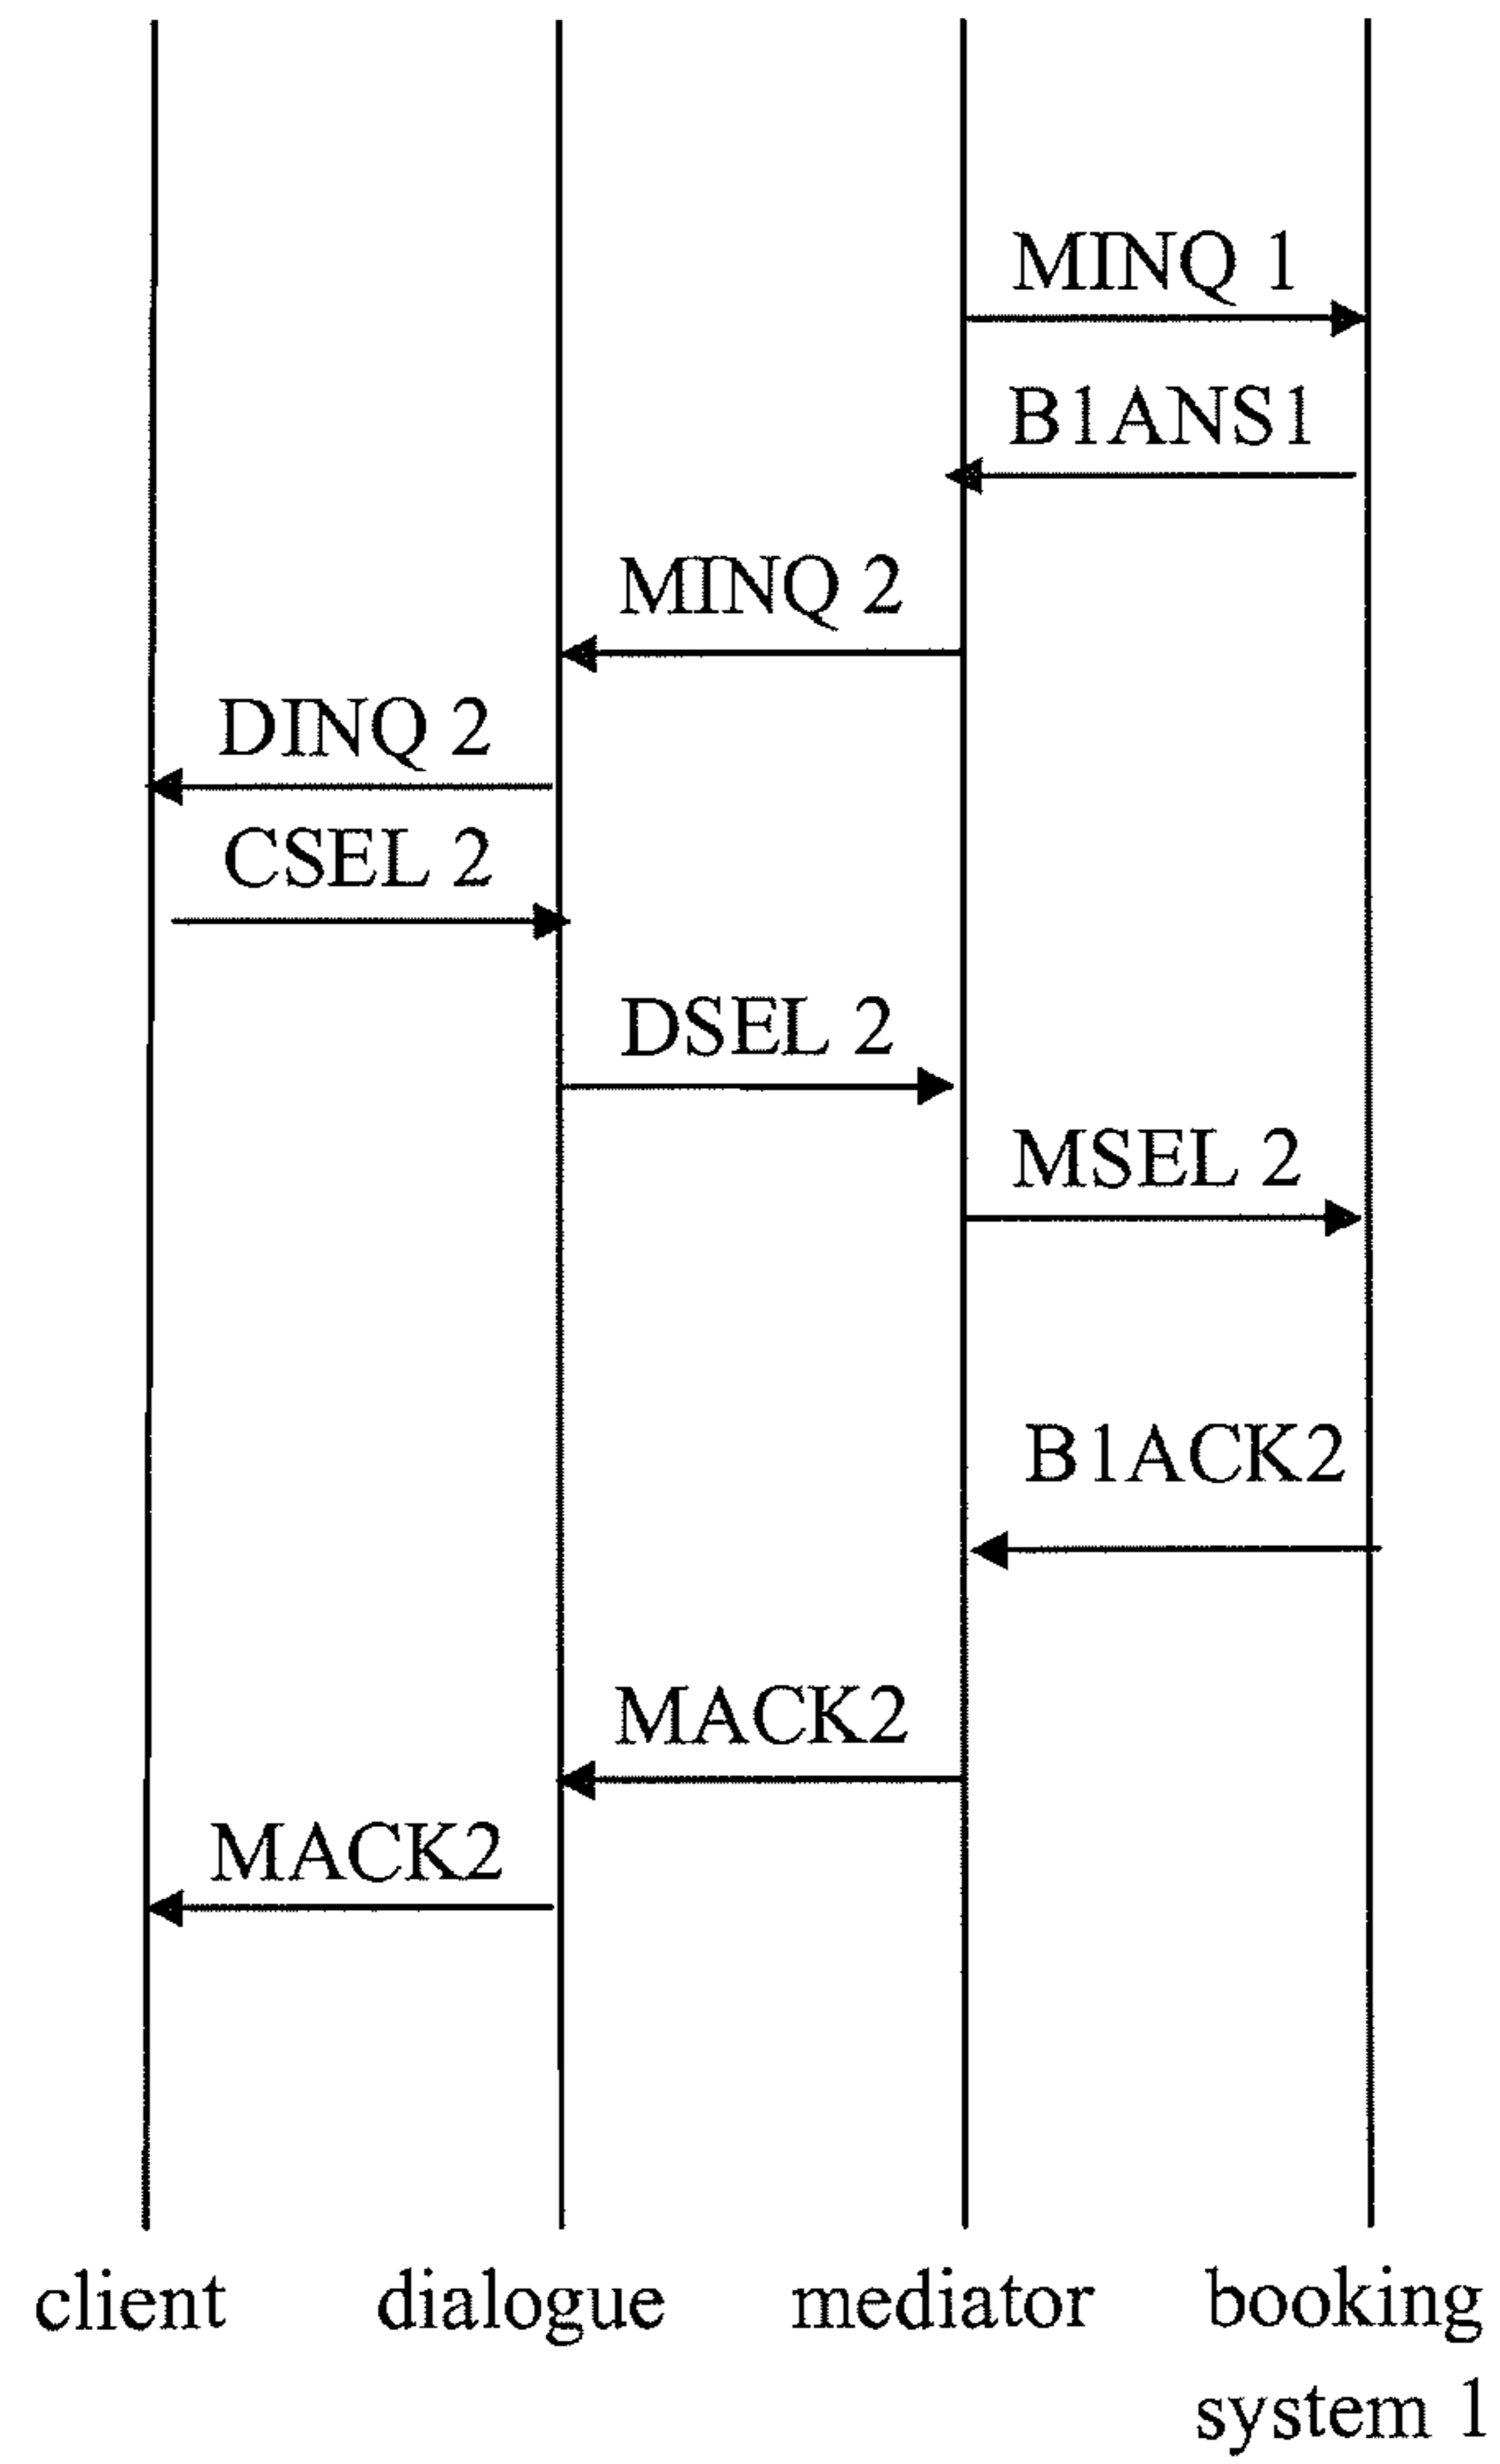 MINQ 1
B1ANS1
MINQ 2
DINQ 2
CSEL 2
DSEL 2
MSEL 2
B1ACK2
MACK2
MACK2
client
dialogue
mediator
booking
system 1